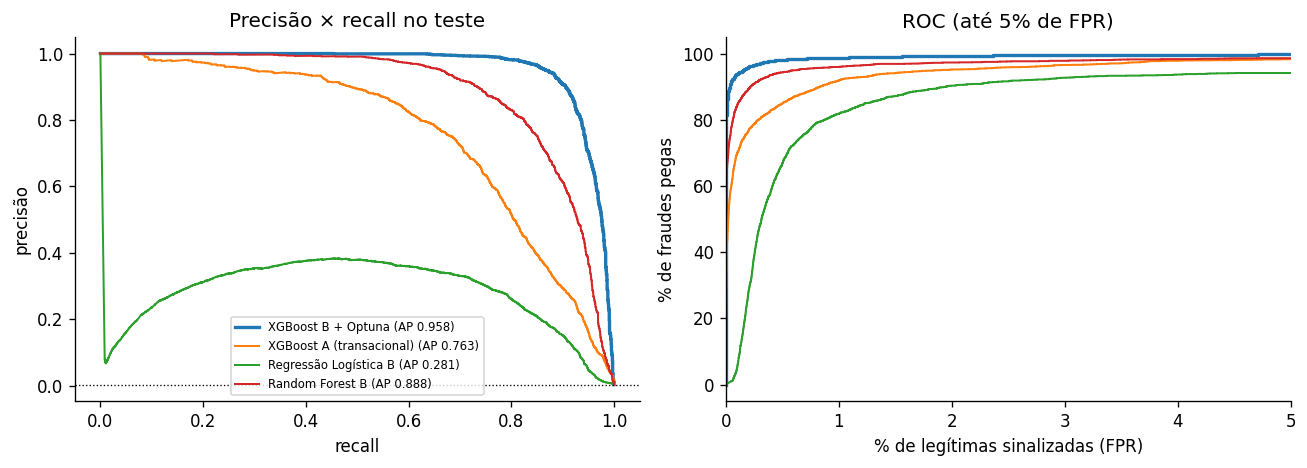 Precisão × recall no teste
1.0
0.8
0.6
0.4
0.2
0.0
precisão
XGBoost B + Optuna (AP 0.958)
XGBoost A (transacional) (AP 0.763)
Regressão Logística B (AP 0.281)
Random Forest B (AP 0.888)
0.0 0.2 0.4 0.6 0.8 1.0
recall
ROC (até 5% de FPR)
100
80
60
40
20
0
% de fraudes pegas
0 1 2 3 4 5
% de legítimas sinalizadas (FPR)